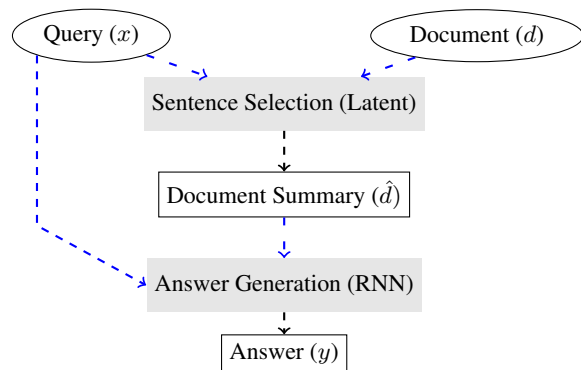 Query (x)
Document (d)
Sentence Selection (Latent)
Document Summary (d̂)
Answer Generation (RNN)
Answer (y)